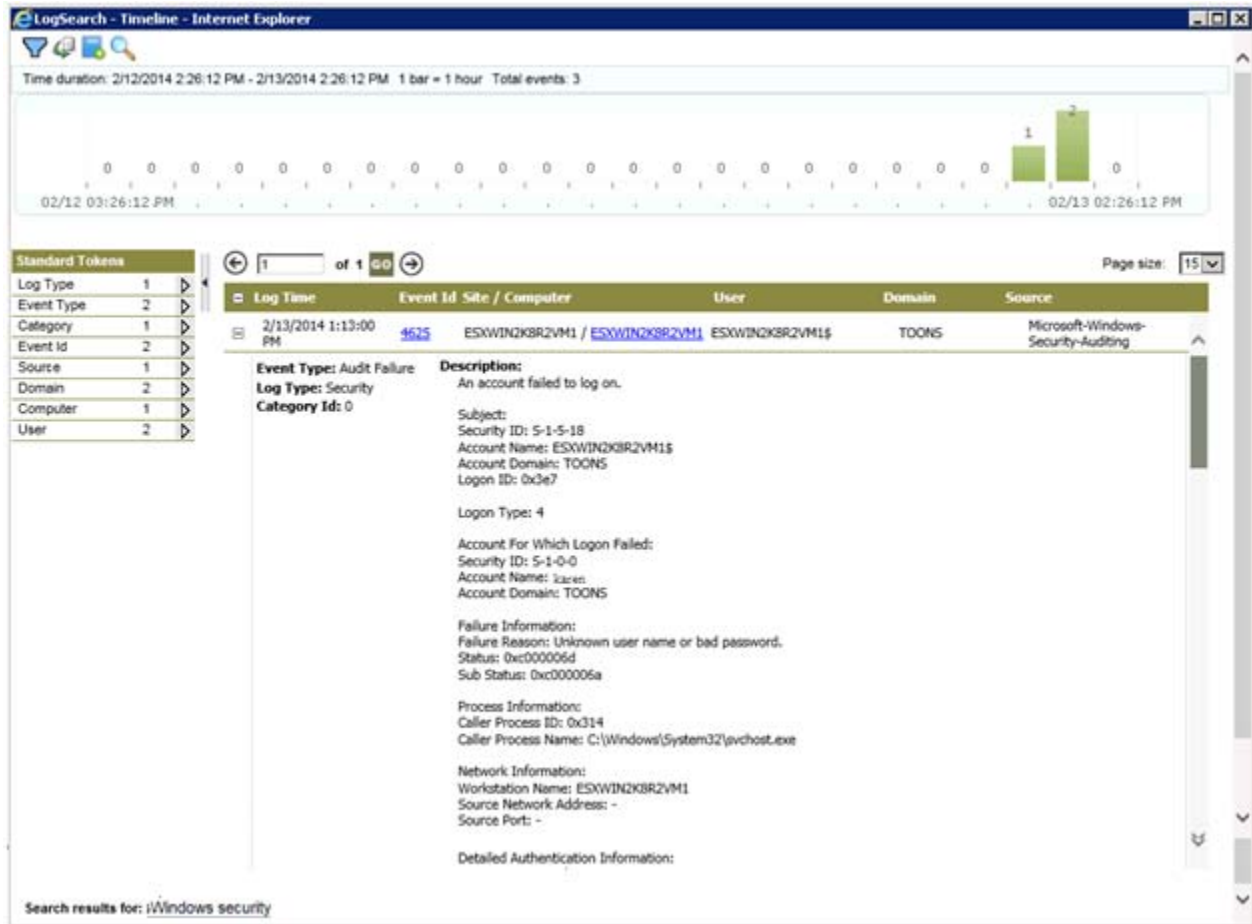 LogSearch - Timeline - Internet Explorer
Time duration: 2/12/2014 2:26:12 PM - 2/13/2014 2:26:12 PM 1 bar = 1 hour Total events: 3
0 0 0 0 0 0 0 0 0 0 0 0 0 0 0 0 0 0 0 0 0 1 2 0
02/12 03:26:12 PM 02/13 02:26:12 PM
Standard Tokens
Log Type 1
Event Type 2
Category 1
Event Id 2
Source 1
Domain 2
Computer 1
User 2
1 of 1 GO
Page size: 15
Log Time Event Id Site / Computer User Domain Source
2/13/2014 1:13:00 PM 4625 ESXWIN2K8R2VM1 / ESXWIN2K8R2VM1 ESXWIN2K8R2VM1$ TOONS Microsoft-Windows-Security-Auditing
Event Type: Audit Failure
Log Type: Security
Category Id: 0
Description:
An account failed to log on.
Subject:
Security ID: S-1-5-18
Account Name: ESXWIN2K8R2VM1$
Account Domain: TOONS
Logon ID: 0x3e7
Logon Type: 4
Account For Which Logon Failed:
Security ID: S-1-0-0
Account Name: karen
Account Domain: TOONS
Failure Information:
Failure Reason: Unknown user name or bad password.
Status: 0xc000006d
Sub Status: 0xc000006a
Process Information:
Caller Process ID: 0x314
Caller Process Name: C:\Windows\System32\svchost.exe
Network Information:
Workstation Name: ESXWIN2K8R2VM1
Source Network Address: -
Source Port: -
Detailed Authentication Information:
Search results for: Windows security